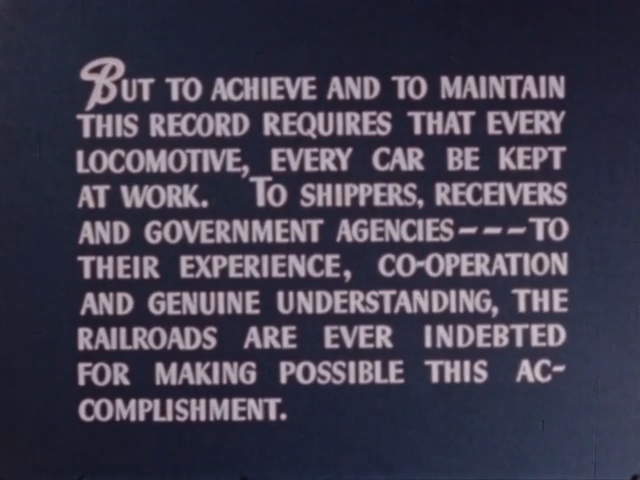 BUT TO ACHIEVE AND TO MAINTAIN
THIS RECORD REQUIRES THAT EVERY
LOCOMOTIVE, EVERY CAR BE KEPT
AT WORK. TO SHIPPERS, RECEIVERS
AND GOVERNMENT AGENCIES---TO
THEIR EXPERIENCE, CO-OPERATION
AND GENUINE UNDERSTANDING, THE
RAILROADS ARE EVER INDEBTED
FOR MAKING POSSIBLE THIS AC-
COMPLISHMENT.